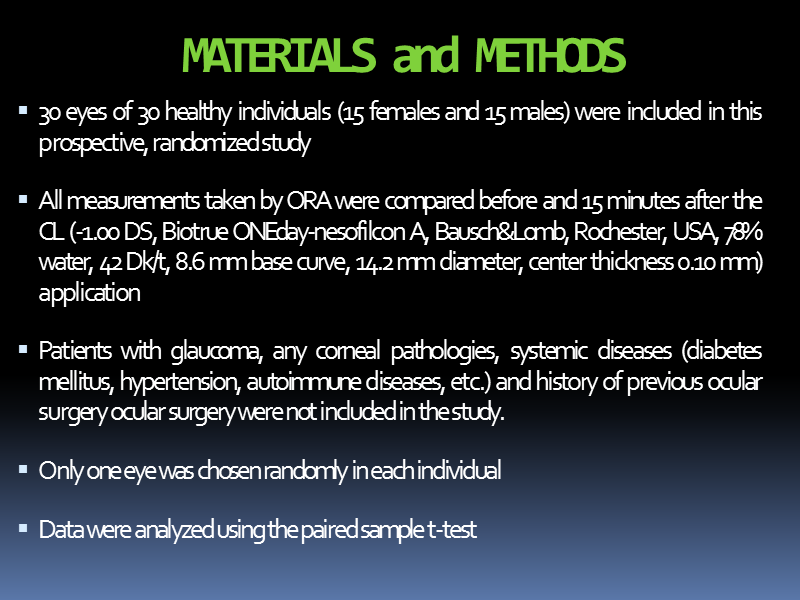 MATERIALS and METHODS
▪ 30 eyes of 30 healthy individuals (15 females and 15 males) were included in this
prospective, randomized study
▪ All measurements taken by ORA were compared before and 15 minutes after the
CL (-1.00 DS, Biotrue ONEday-nesofilcon A, Bausch&Lomb, Rochester, USA, 78%
water, 42 Dk/t, 8.6 mm base curve, 14.2 mm diameter, center thickness 0.10 mm)
application
▪ Patients with glaucoma, any corneal pathologies, systemic diseases (diabetes
mellitus, hypertension, autoimmune diseases, etc.) and history of previous ocular
surgery ocular surgery were not included in the study.
▪ Only one eye was chosen randomly in each individual
▪ Data were analyzed using the paired sample t-test